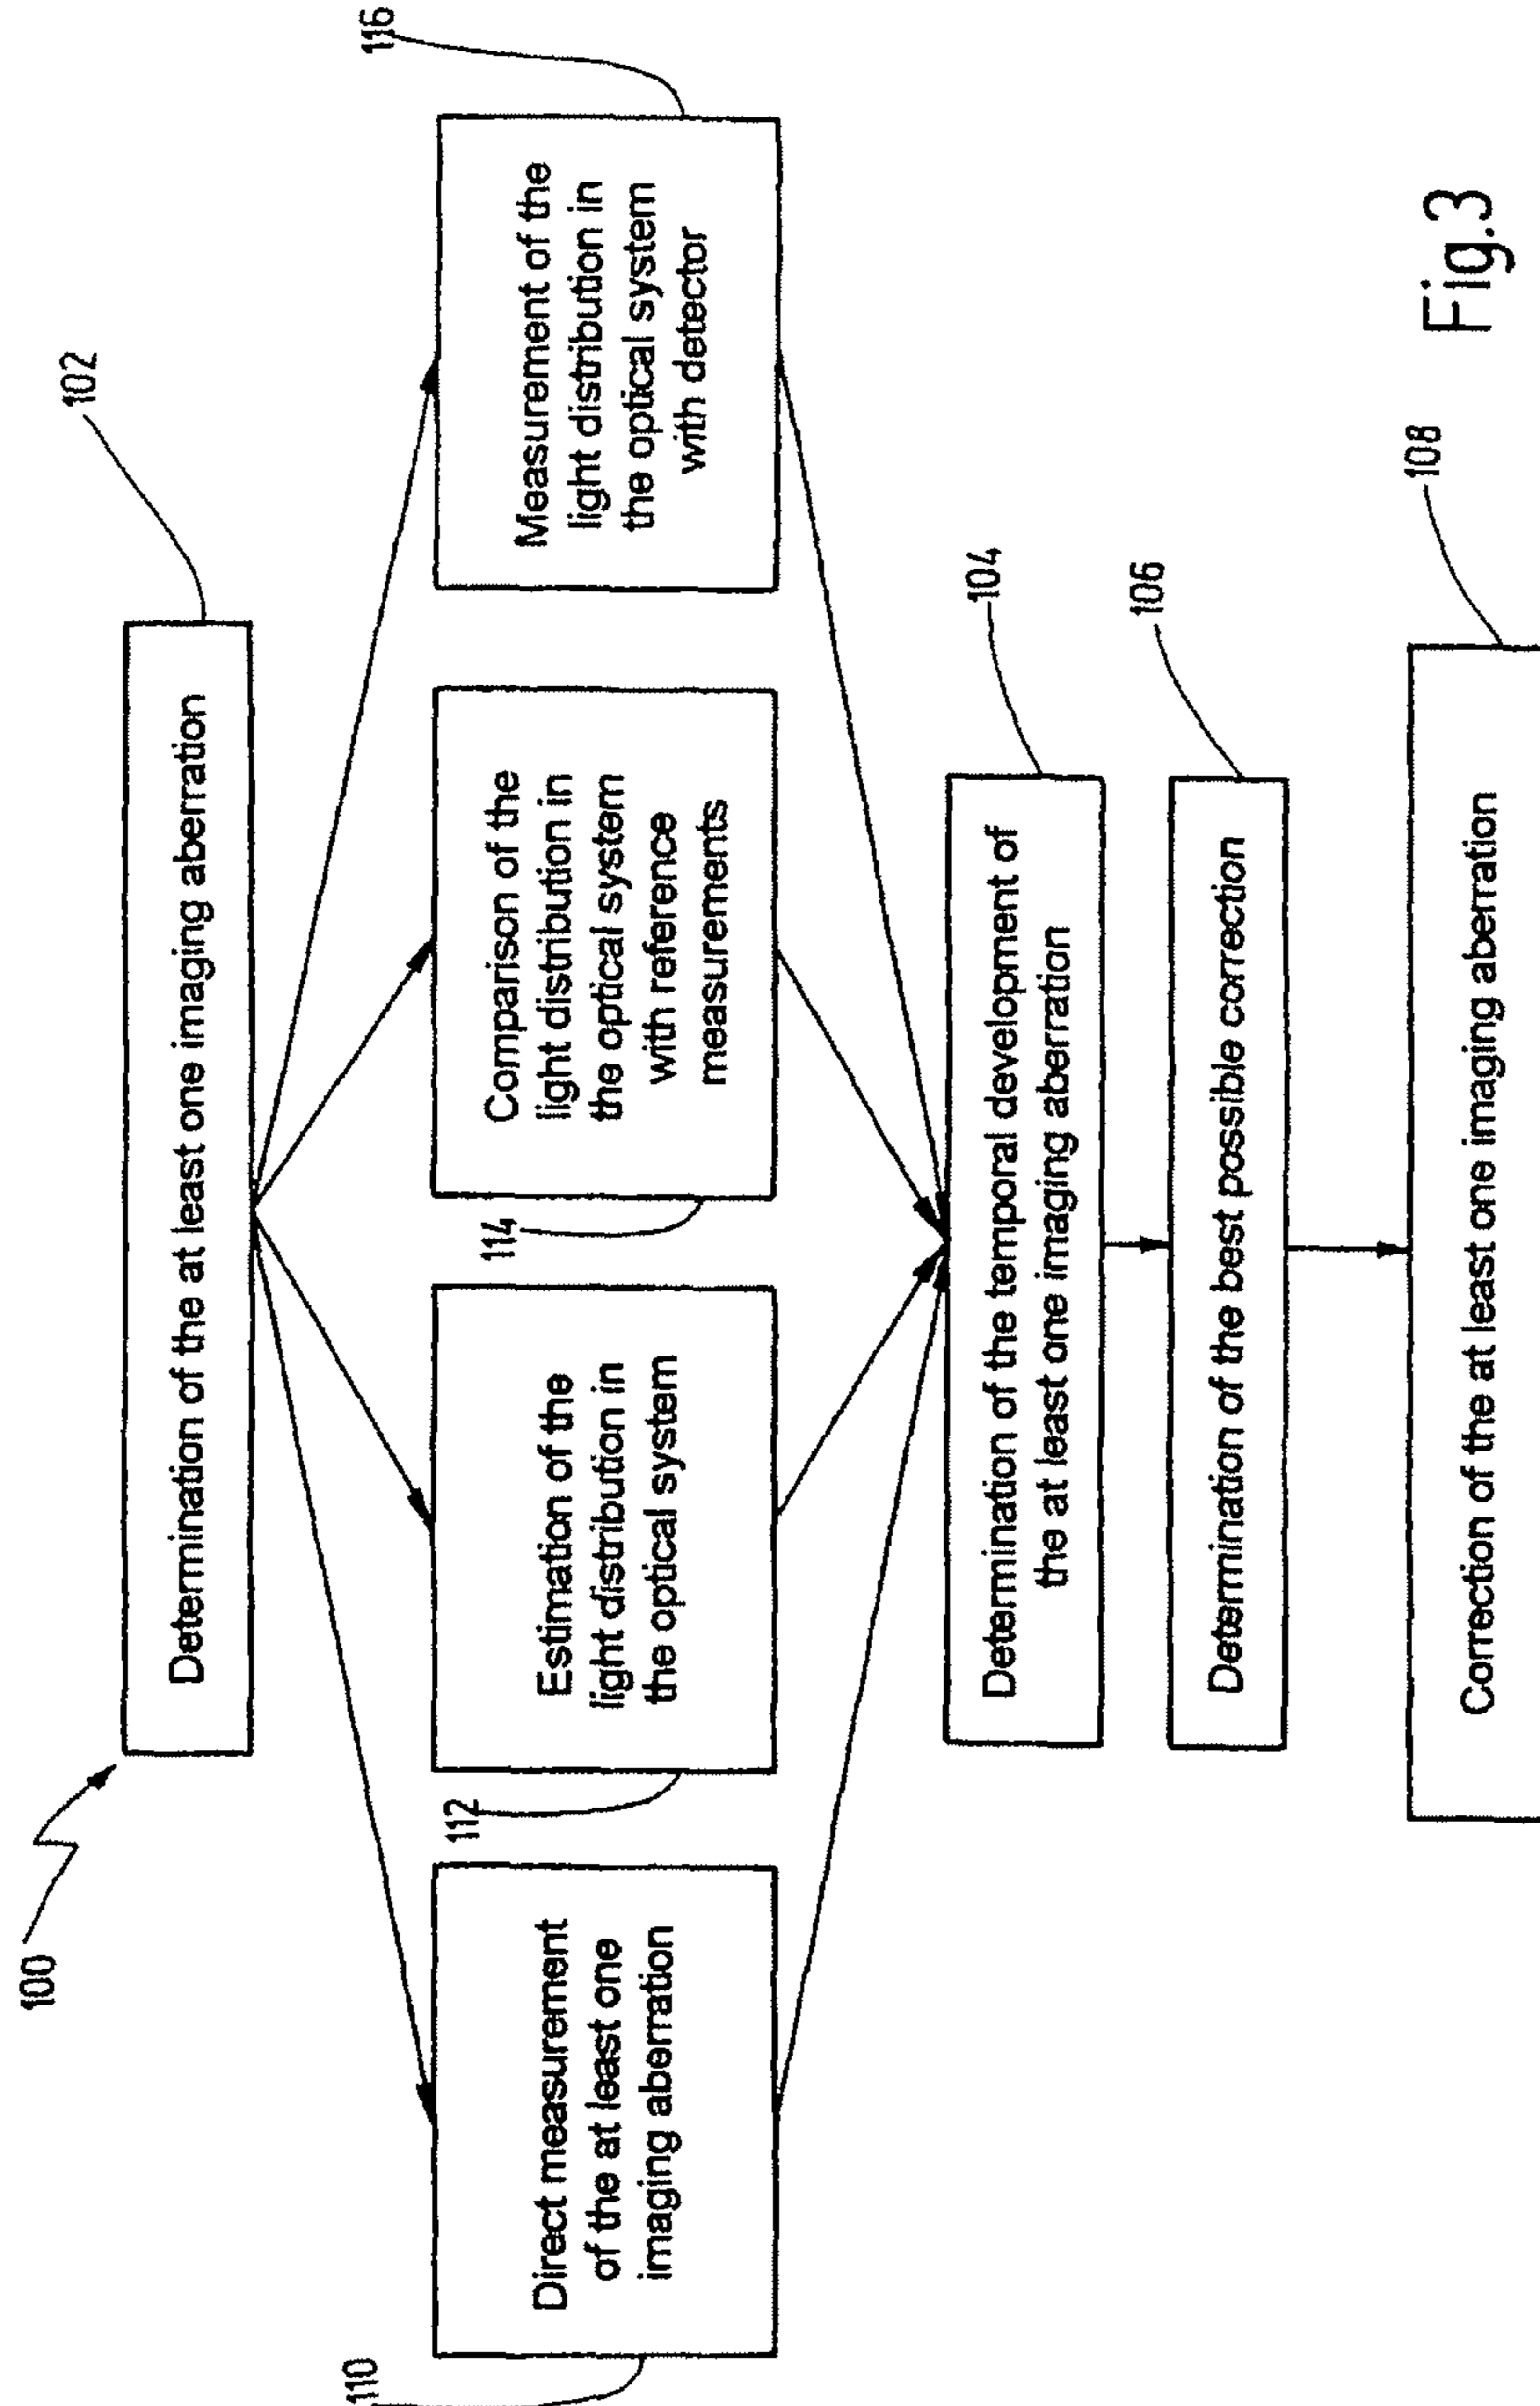 100
102
Determination of the at least one imaging aberration
110
Direct measurement
of the at least one
imaging aberration
112
Estimation of the
light distribution in
the optical system
114
Comparison of the
light distribution in
the optical system
with reference
measurements
116
Measurement of the
light distribution in
the optical system
with detector
104
Determination of the temporal development of
the at least one imaging aberration
106
Determination of the best possible correction
108
Correction of the at least one imaging aberration
Fig.3